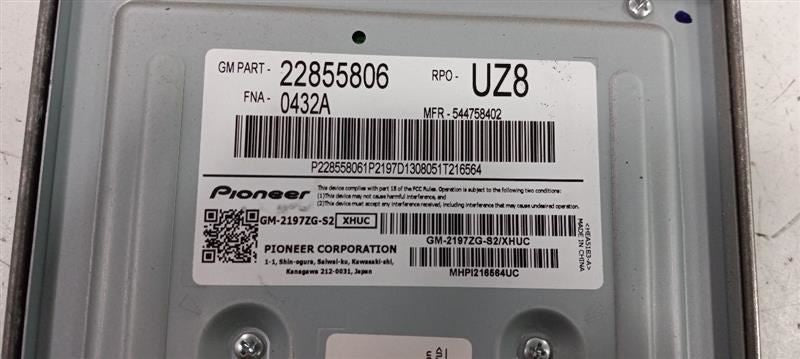 GM PART - 22855806 RPO - UZ8
FNA - 0432A MFR - 544758402
P228558061P2197D1308051T216564
Pioneer
This device complies with part 15 of the FCC Rules. Operation is subject to the following two conditions:
(1)This device may not cause harmful interference, and
(2)This device must accept any interference received, including interference that may cause undesired operation.
GM-2197ZG-S2 XHUC
GM-2197ZG-S2/XHUC
PIONEER CORPORATION
1-1, Shin-ogura, Saiwai-ku, Kawasaki-shi,
Kanagawa 212-0031, Japan
MHPI216564UC
<HEA5163-A>
MADE IN CHINA